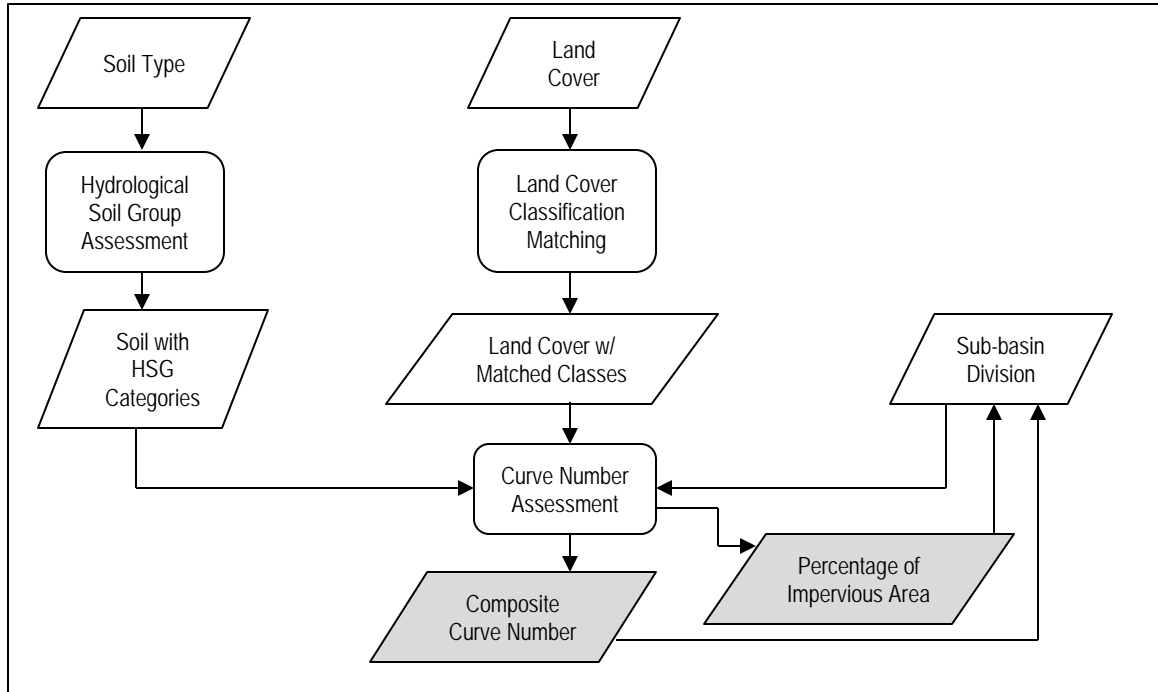 Soil Type
Land
Cover
Hydrological
Soil Group
Assessment
Land Cover
Classification
Matching
Soil with
HSG
Categories
Land Cover w/
Matched Classes
Sub-basin
Division
Curve Number
Assessment
Percentage of
Impervious Area
Composite
Curve Number